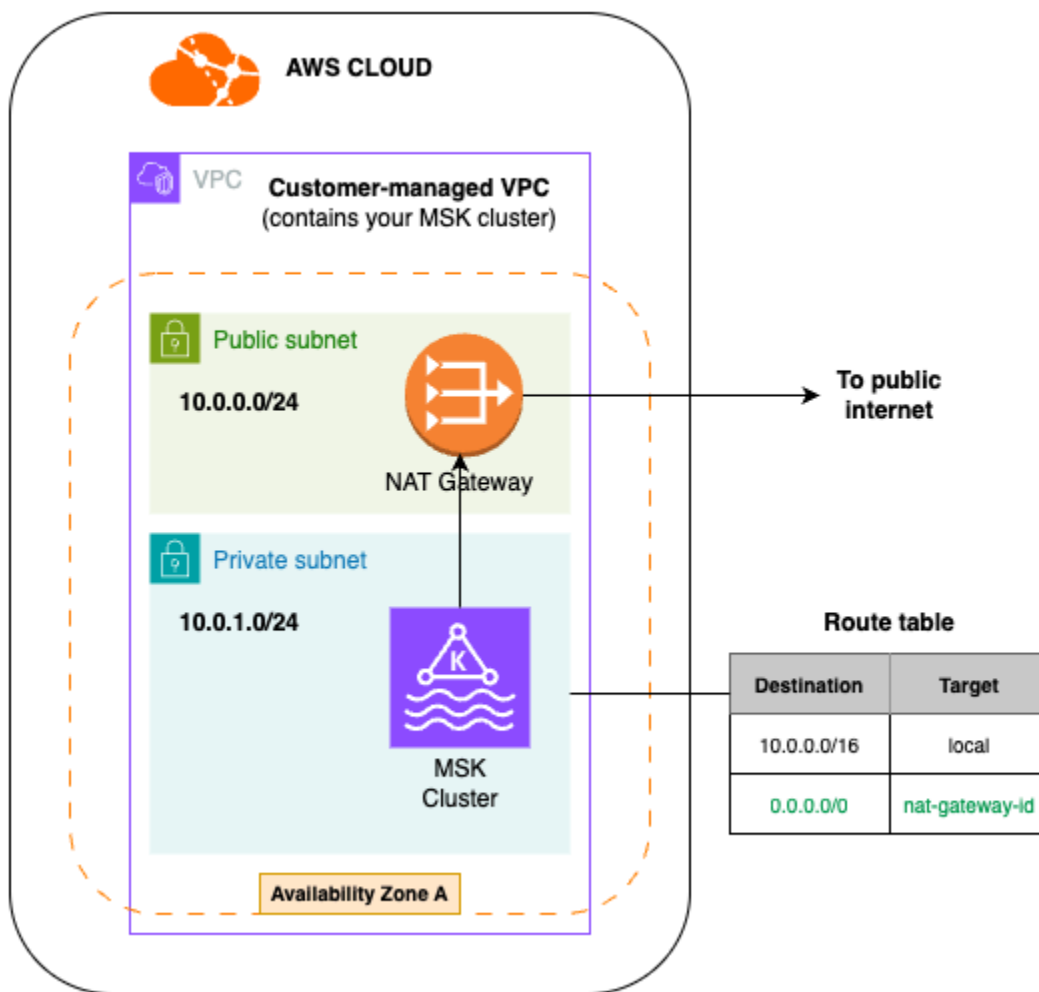 AWS CLOUD
VPC
Customer-managed VPC
(contains your MSK cluster)
Public subnet
10.0.0.0/24
NAT Gateway
To public
internet
Private subnet
10.0.1.0/24
K
MSK
Cluster
Route table
Destination Target
10.0.0.0/16 local
0.0.0.0/0 nat-gateway-id
Availability Zone A